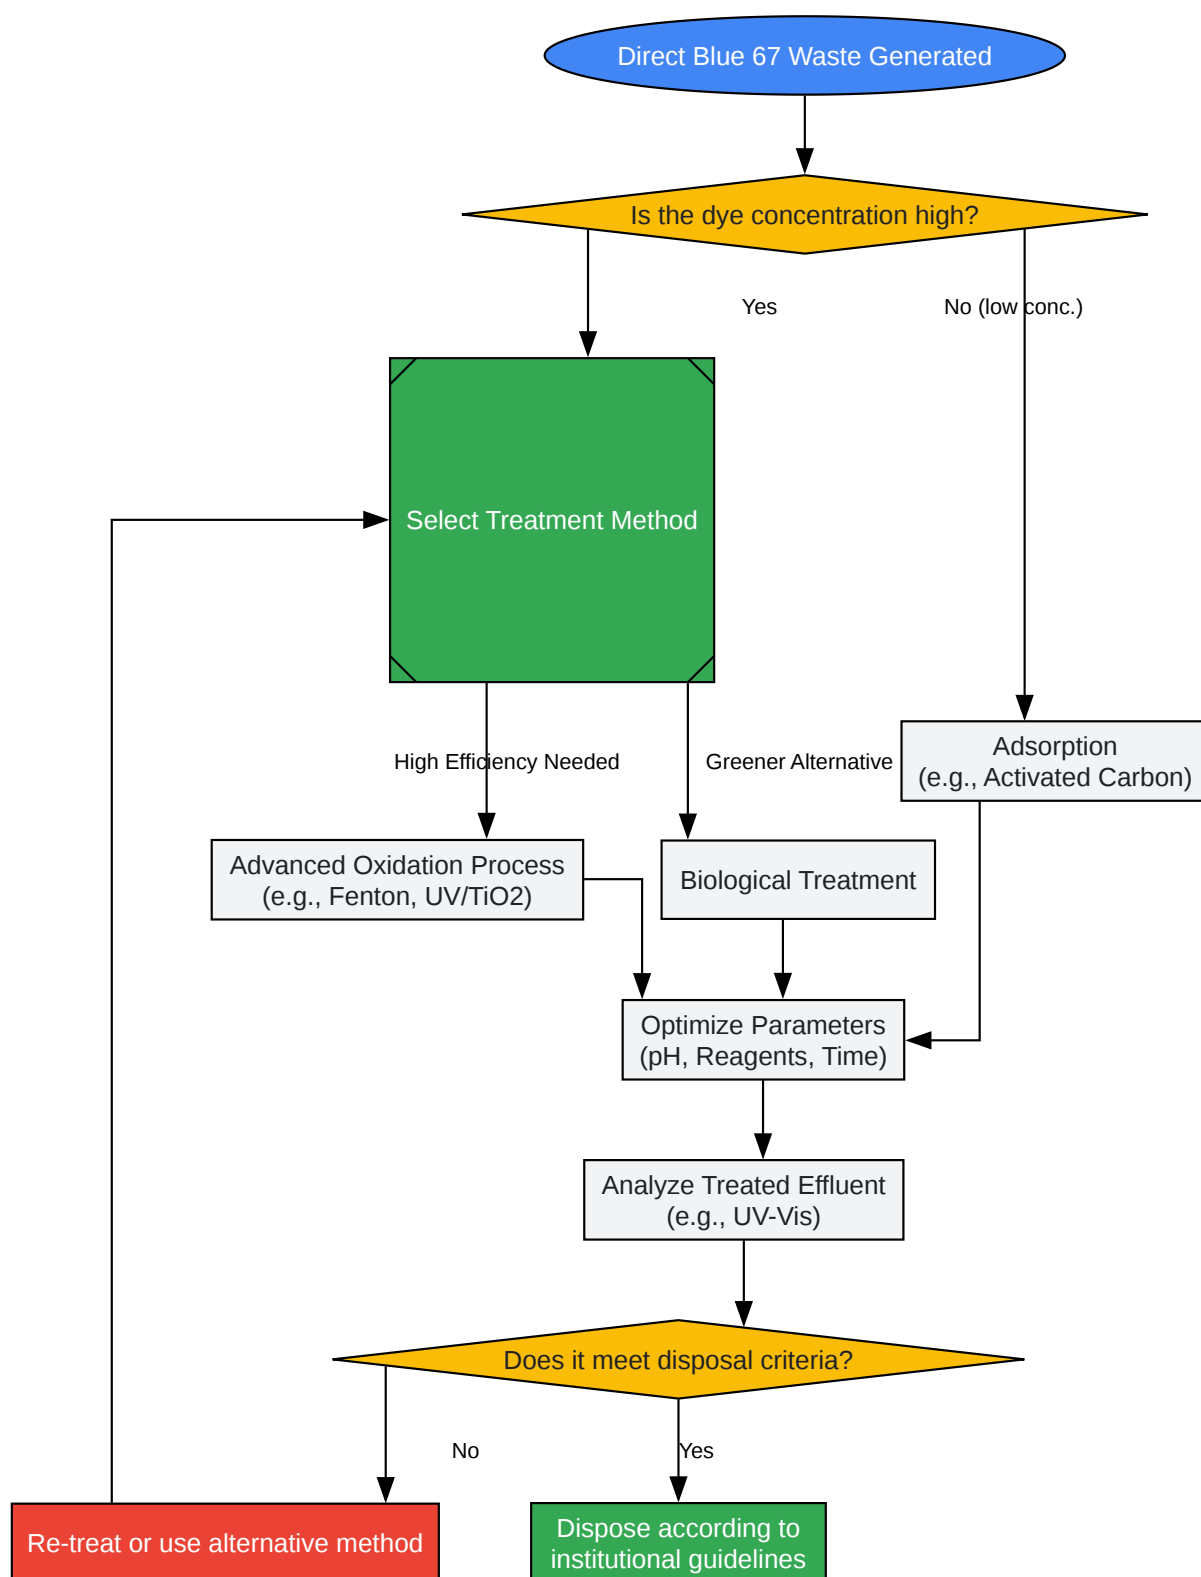 Direct Blue 67 Waste Generated
Is the dye concentration high?
Yes
No (low conc.)
Select Treatment Method
High Efficiency Needed
Greener Alternative
Adsorption
(e.g., Activated Carbon)
Advanced Oxidation Process
(e.g., Fenton, UV/TiO2)
Biological Treatment
Optimize Parameters
(pH, Reagents, Time)
Analyze Treated Effluent
(e.g., UV-Vis)
Does it meet disposal criteria?
No
Yes
Re-treat or use alternative method
Dispose according to
institutional guidelines